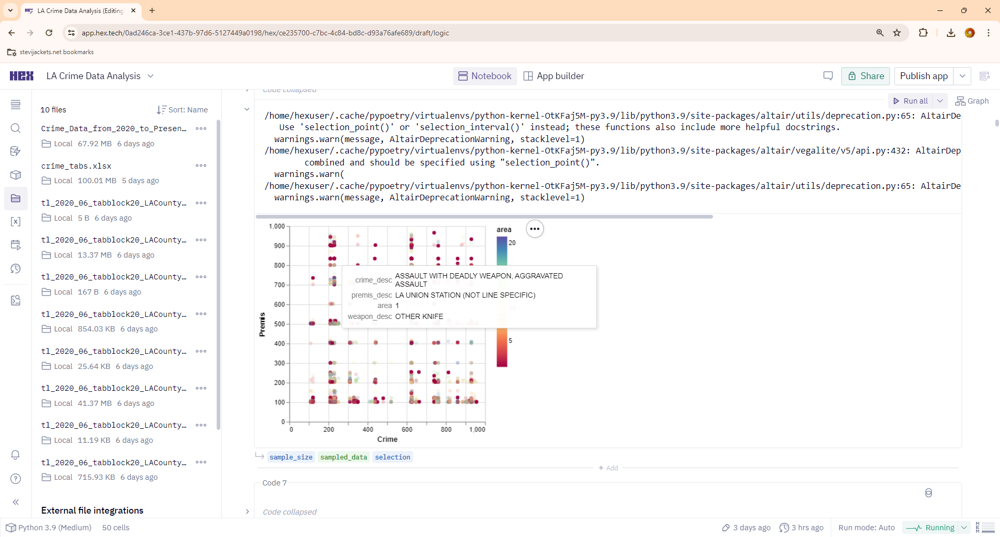 LA Crime Data Analysis (Editing
app.hex.tech/0ad246ca-3ce1-437b-97d6-5127449a0198/hex/ce235700-c7bc-4c84-bd8c-d93a76afe689/draft/logic
stevijackets.net bookmarks
HEX
LA Crime Data Analysis
Notebook
App builder
Share
Publish app
Run all
Graph
10 files
Sort: Name
Crime_Data_from_2020_to_Presen…
Local 67.92 MB 6 days ago
crime_tabs.xlsx
Local 100.01 MB 5 days ago
tl_2020_06_tabblock20_LACounty…
Local 5 B 6 days ago
tl_2020_06_tabblock20_LACounty…
Local 13.37 MB 6 days ago
tl_2020_06_tabblock20_LACounty…
Local 167 B 6 days ago
tl_2020_06_tabblock20_LACounty…
Local 854.03 KB 6 days ago
tl_2020_06_tabblock20_LACounty…
Local 25.64 KB 6 days ago
tl_2020_06_tabblock20_LACounty…
Local 41.37 MB 6 days ago
tl_2020_06_tabblock20_LACounty…
Local 11.19 KB 6 days ago
tl_2020_06_tabblock20_LACounty…
Local 715.93 KB 6 days ago
External file integrations
Code collapsed
/home/hexuser/.cache/pypoetry/virtualenvs/python-kernel-OtKFaj5M-py3.9/lib/python3.9/site-packages/altair/utils/deprecation.py:65: AltairDe
Use 'selection_point()' or 'selection_interval()' instead; these functions also include more helpful docstrings.
warnings.warn(message, AltairDeprecationWarning, stacklevel=1)
/home/hexuser/.cache/pypoetry/virtualenvs/python-kernel-OtKFaj5M-py3.9/lib/python3.9/site-packages/altair/vegalite/v5/api.py:432: AltairDep
combined and should be specified using "selection_point()".
warnings.warn(
/home/hexuser/.cache/pypoetry/virtualenvs/python-kernel-OtKFaj5M-py3.9/lib/python3.9/site-packages/altair/utils/deprecation.py:65: AltairDe
warnings.warn(message, AltairDeprecationWarning, stacklevel=1)
1,000
900
800
700
600
500
400
300
200
100
0
Premis
0 200 400 600 800 1,000
Crime
area
20
10
5
crime_desc ASSAULT WITH DEADLY WEAPON, AGGRAVATED
ASSAULT
premis_desc LA UNION STATION (NOT LINE SPECIFIC)
area 1
weapon_desc OTHER KNIFE
sample_size sampled_data selection
+ Add
Code 7
Code collapsed
Python 3.9 (Medium) 50 cells
3 days ago
3 hrs ago
Run mode: Auto
Running
MEM